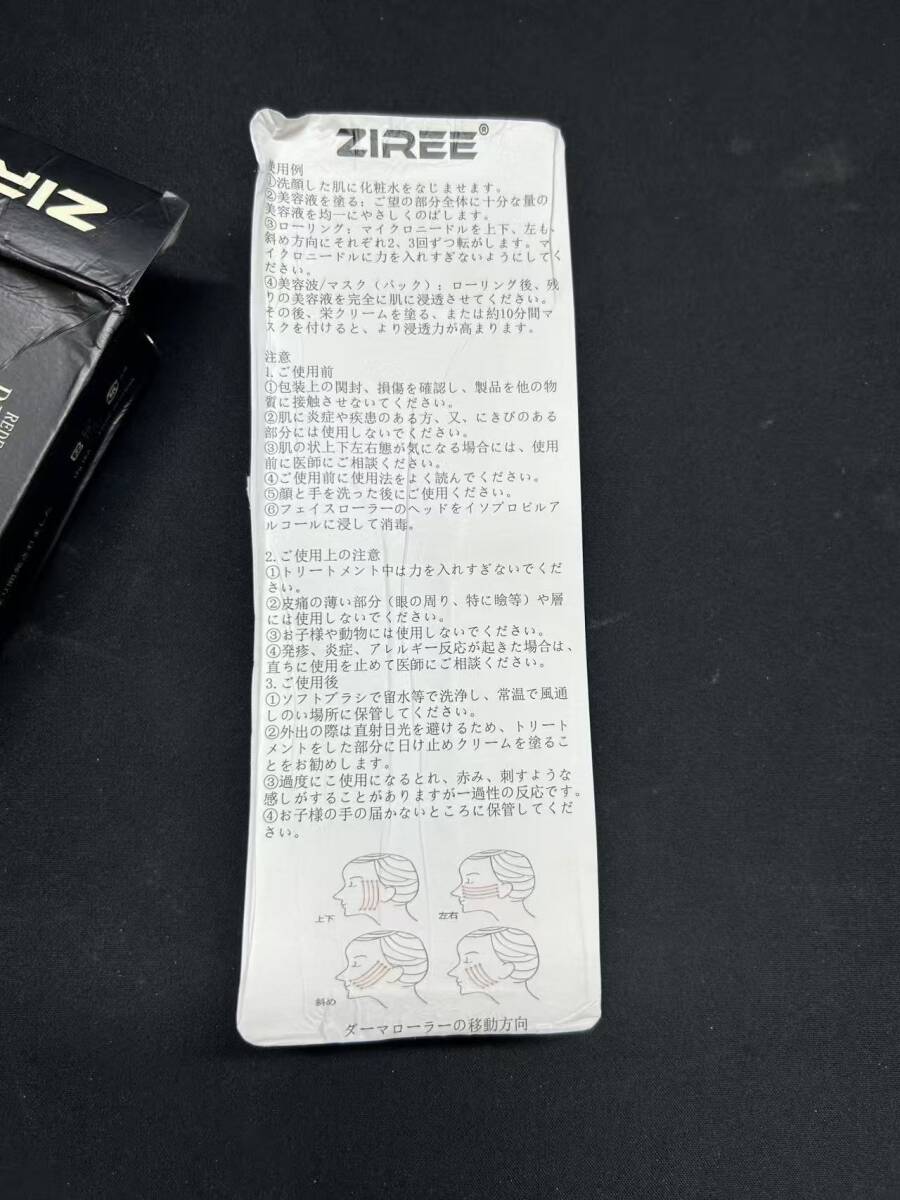 ZIREE®
使用例
①洗顔した肌に化粧水をなじませます。
②美容液を塗る：ご望の部分全体に十分な量の
美容液を均一にやさしくのばします。
③ローリング：マイクロニードルを上下、左も、
斜め方向にそれぞれ2、3回ずつ転がします。マ
イクロニードルに力を入れすぎないようにしてく
ださい。
④美容波/マスク（パック）：ローリング後、残
りの美容液を完全に肌に浸透させてください。
その後、栄クリームを塗る、または約10分間マ
スクを付けると、より浸透力が高まります。
注意
1.ご使用前
①包装上の関封、損傷を確認し、製品を他の物
質に接触させないてください。
②肌に炎症や疾患のある方、又、にきびのある
部分には使用しないでください。
③肌の状上下左右態が気になる場合には、使用
前に医師にご相談ください。
④ご使用前に使用法をよく読んでください。
⑤顔と手を洗った後にご使用ください。
⑥フェイスローラーのヘッドをイソプロピルア
ルコールに浸して消毒。
2.ご使用上の注意
①トリートメント中は力を入れすぎないでくだ
さい。
②皮痛の薄い部分（眼の周り、特に瞼等）や層
には使用しないでください。
③お子様や動物には使用しないでください。
④発疹、炎症、アレルギー反応が起きた場合は、
直ちに使用を止めて医師にご相談ください。
3.ご使用後
①ソフトブラシで留水等で洗浄し、常温で風通
しのい場所に保管してください。
②外出の際は直射日光を避けるため、トリート
メントをした部分に日け止めクリームを塗るこ
とをお勧めします。
③過度にこ使用になるとれ、赤み、刺すような
感しがすることがありますが一過性の反応です。
④お子様の手の届かないところに保管してくだ
さい。
上下
左右
斜め
ダーマローラーの移動方向